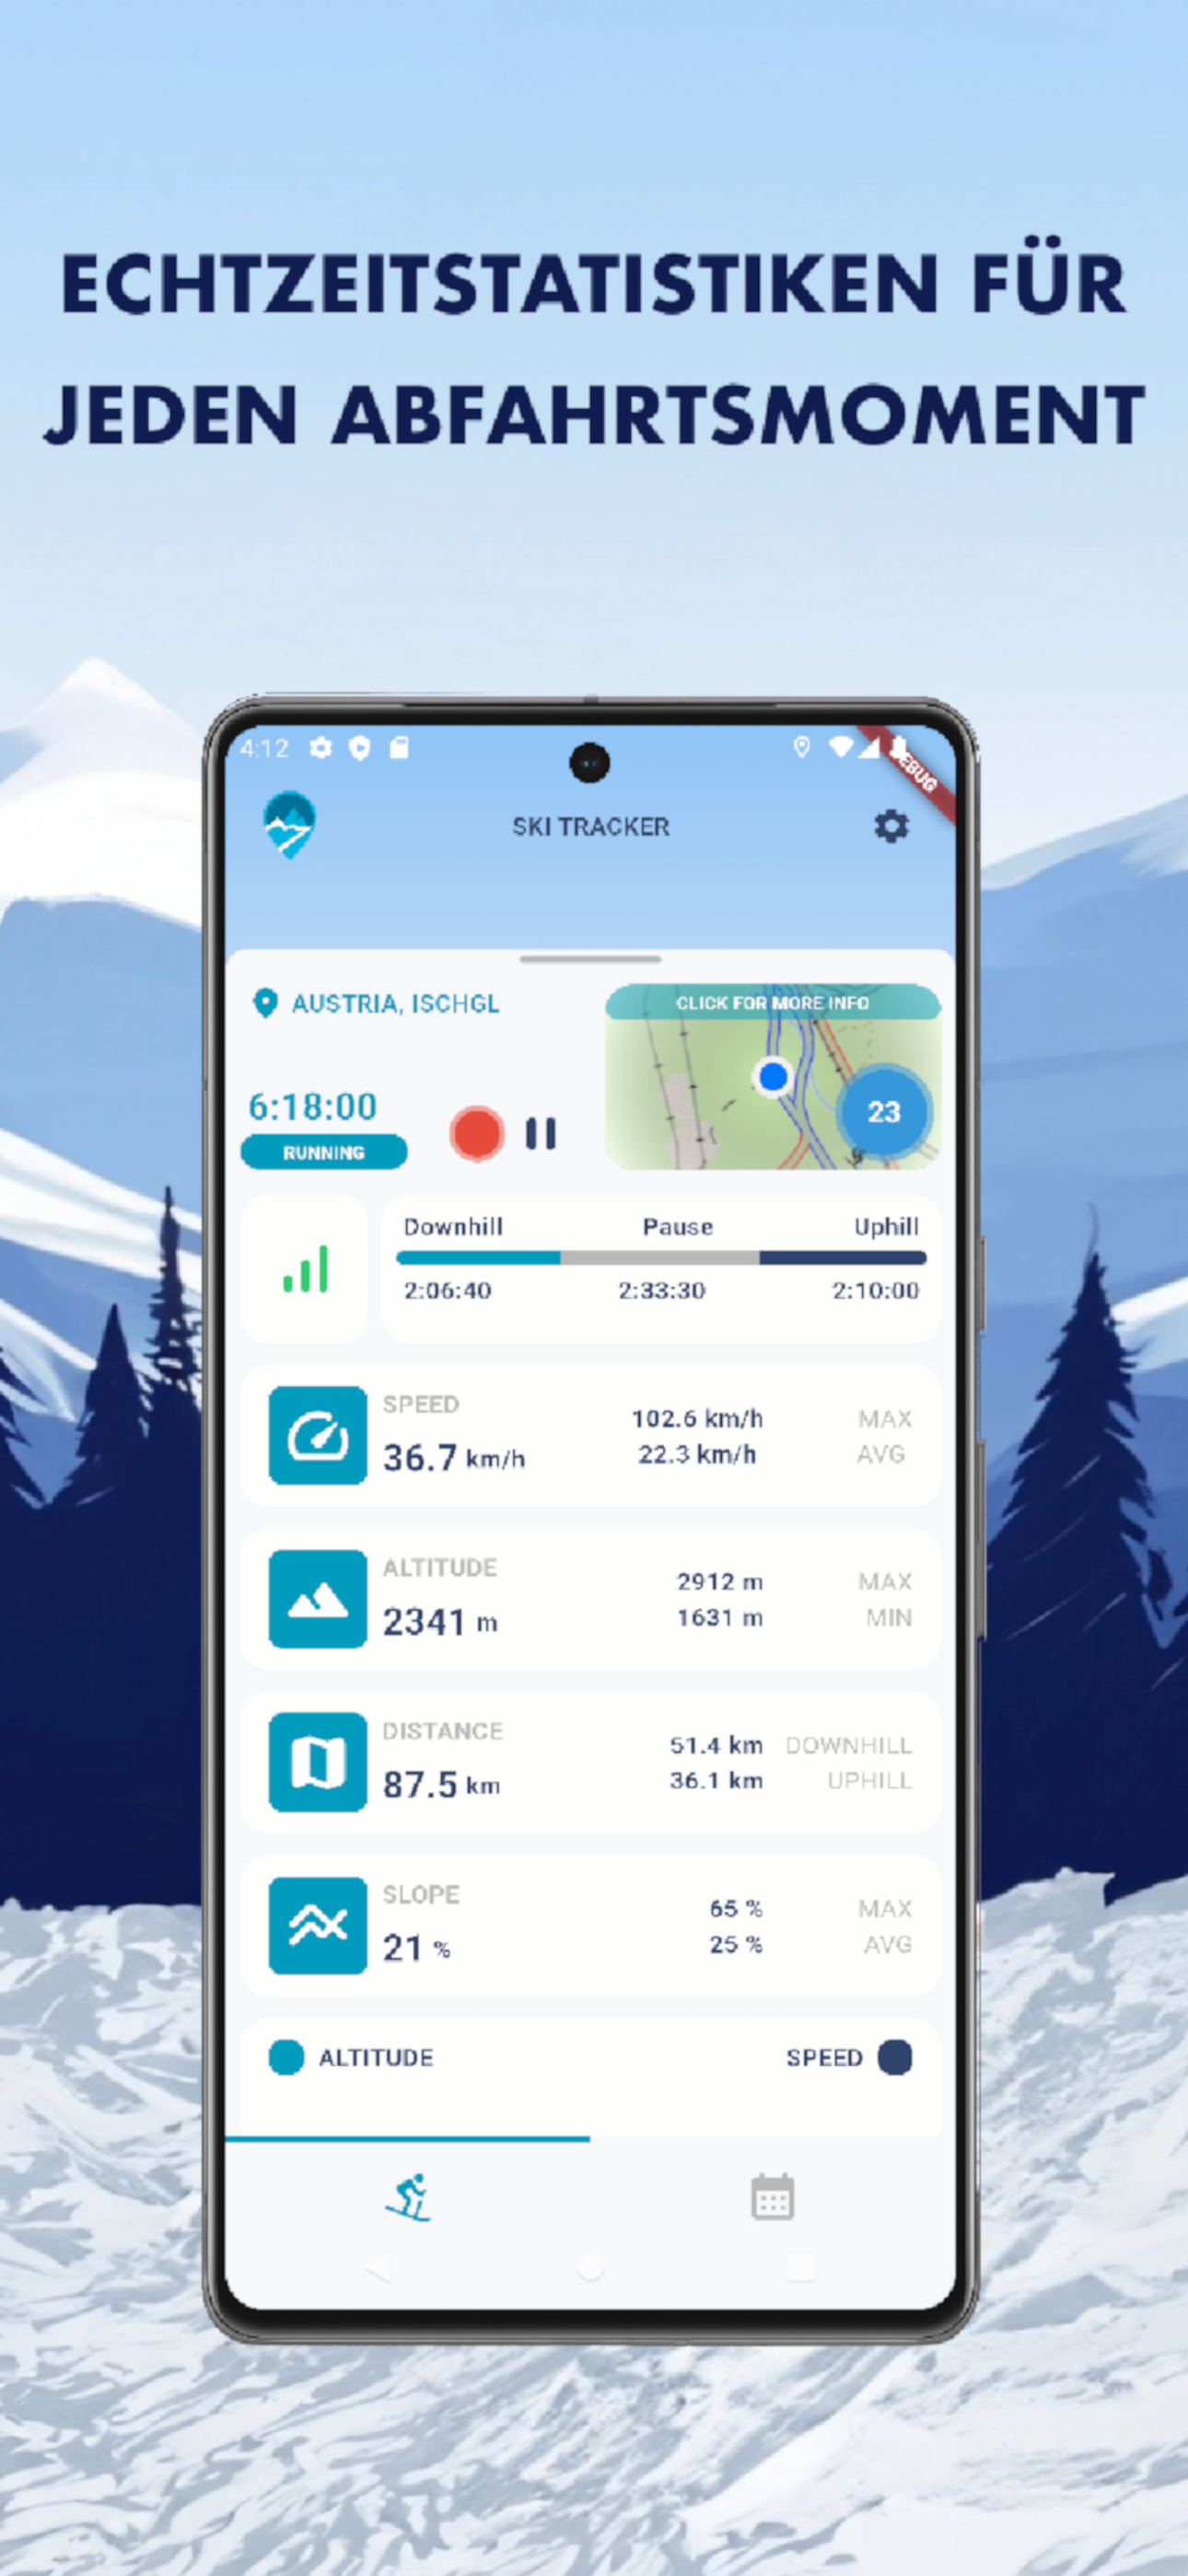 ECHTZEITSTATISTIKEN FÜR
JEDEN ABFAHRTSMOMENT
4:12
SKI TRACKER
AUSTRIA, ISCHGL
CLICK FOR MORE INFO
6:18:00
RUNNING
23
Downhill Pause Uphill
2:06:40 2:33:30 2:10:00
SPEED
36.7 km/h
102.6 km/h MAX
22.3 km/h AVG
ALTITUDE
2341 m
2912 m MAX
1631 m MIN
DISTANCE
87.5 km
51.4 km DOWNHILL
36.1 km UPHILL
SLOPE
21 %
65 % MAX
25 % AVG
ALTITUDE SPEED